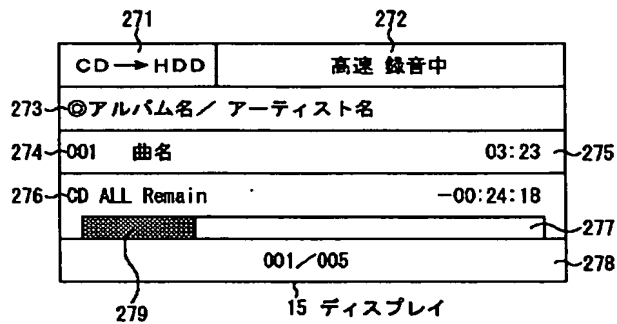 271 272
CD→HDD 高速 録音中
273 ◎アルバム名／ アーティスト名
274 001 曲名 03:23 275
276 CD ALL Remain −00:24:18
277
001／005 278
279 15 ディスプレイ